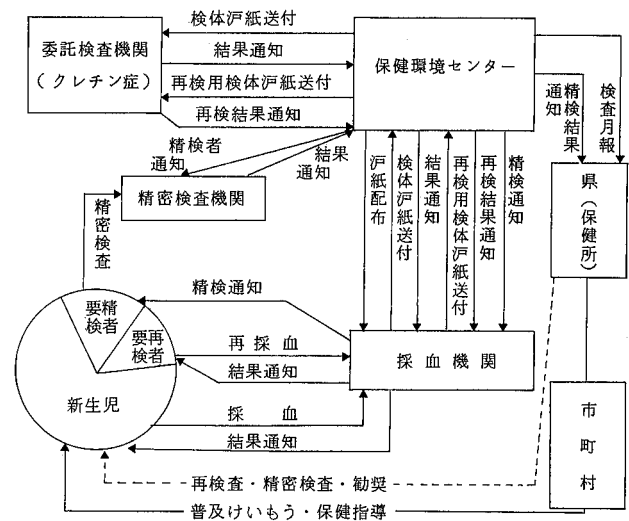 検体沪紙送付
委託検査機関
(クレチン症)
結果通知
再検用検体沪紙送付
再検結果通知
保健環境センター
精検結果
通知
検査月報
精検者
通知
結果
通知
精密検査機関
精密検査
沪紙配布
検体沪紙送付
結果通知
再検用検体沪紙送付
再検結果通知
精検通知
県(保健所)
精検通知
要精
検者
要再
検者
新生児
再採血
結果通知
採血
結果通知
採血機関
市町村
再検査・精密検査・勧奨
普及けいもう・保健指導